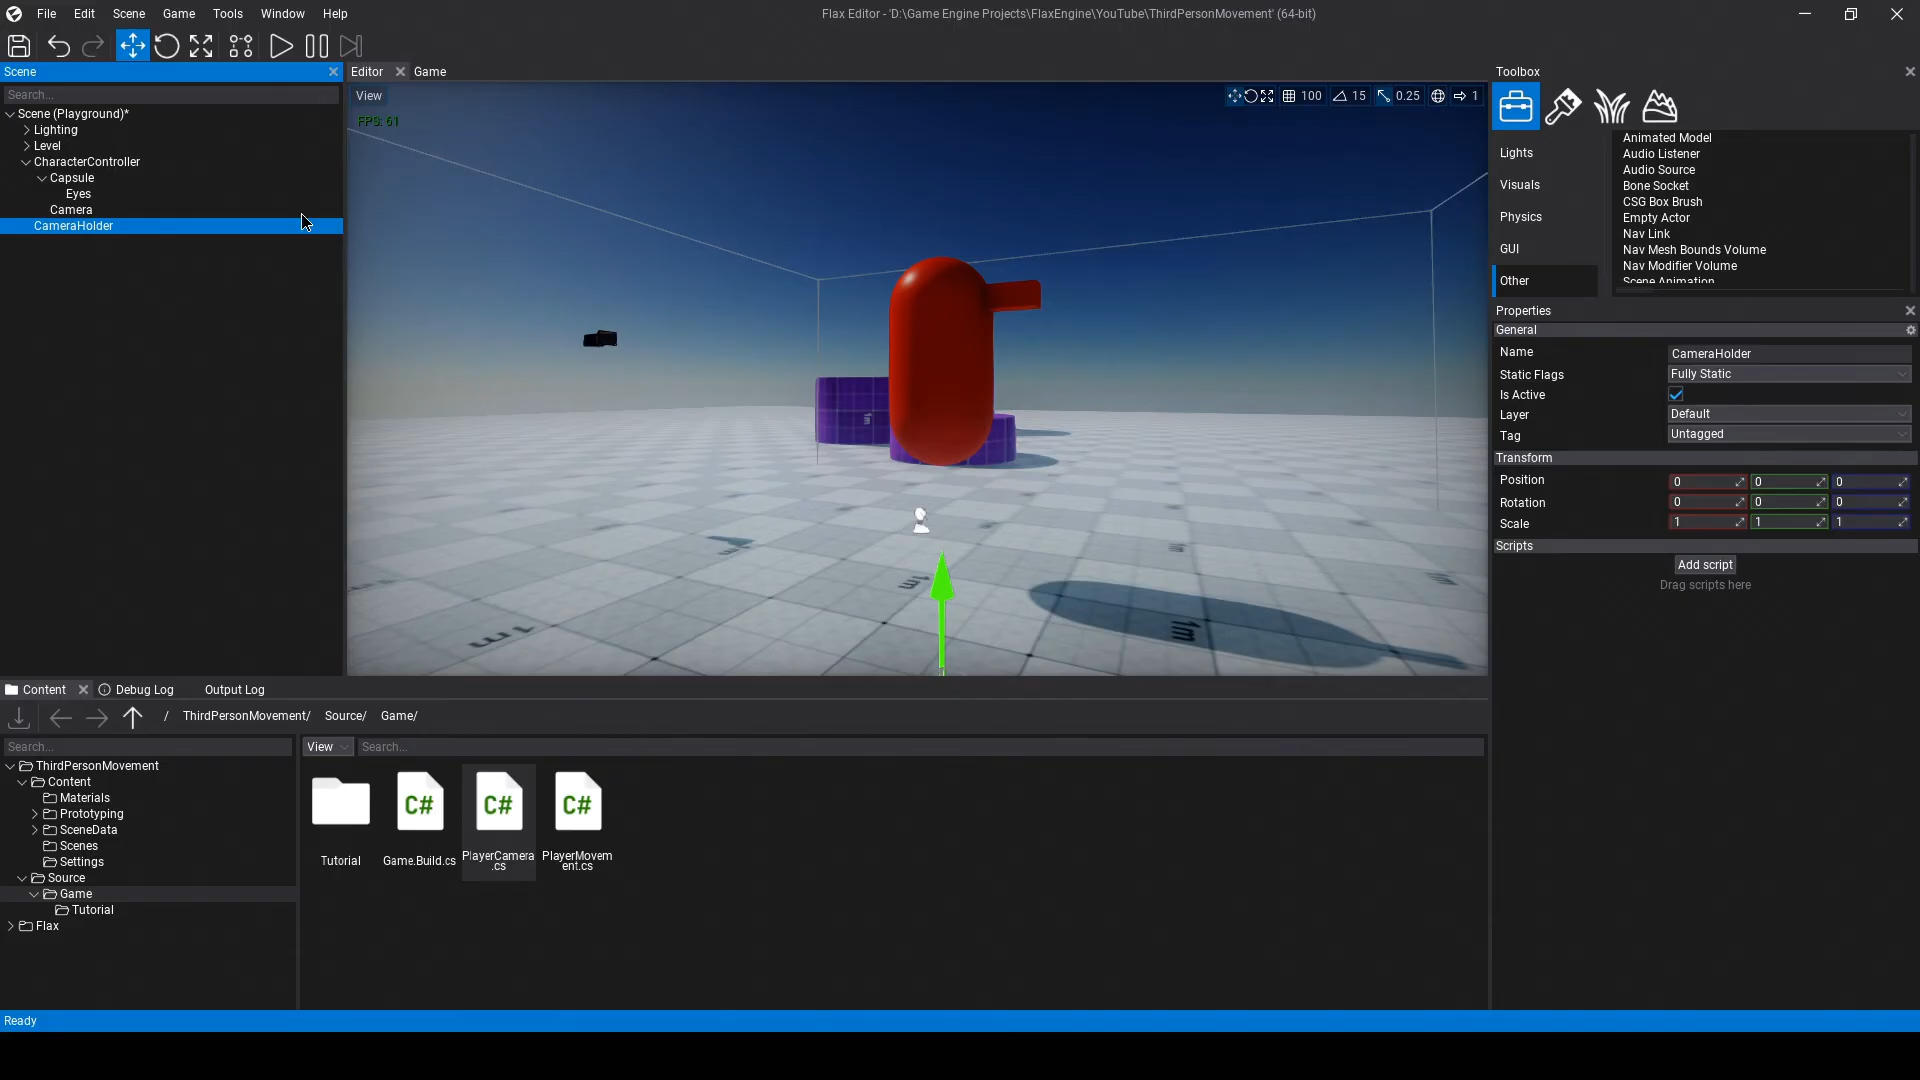 File Edit Scene Game Tools Window Help
Flax Editor - 'D:\Game Engine Projects\FlaxEngine\YouTube\ThirdPersonMovement' (64-bit)
Scene
Search...
Scene (Playground)*
Lighting
Level
CharacterController
Capsule
Eyes
Camera
CameraHolder
Editor Game
View
100 15 0.25 1
FPS: 61
1m
1m
1m
Toolbox
Lights
Visuals
Physics
GUI
Other
Animated Model
Audio Listener
Audio Source
Bone Socket
CSG Box Brush
Empty Actor
Nav Link
Nav Mesh Bounds Volume
Nav Modifier Volume
Scene Animation
Properties
General
Name CameraHolder
Static Flags Fully Static
Is Active
Layer Default
Tag Untagged
Transform
Position 0 0 0
Rotation 0 0 0
Scale 1 1 1
Scripts
Add script
Drag scripts here
Content Debug Log Output Log
/ ThirdPersonMovement/ Source/ Game/
Search...
ThirdPersonMovement
Content
Materials
Prototyping
SceneData
Scenes
Settings
Source
Game
Tutorial
Flax
View Search...
C# C# C#
Tutorial
Game.Build.cs
PlayerCamera
.cs
PlayerMovem
ent.cs
Ready